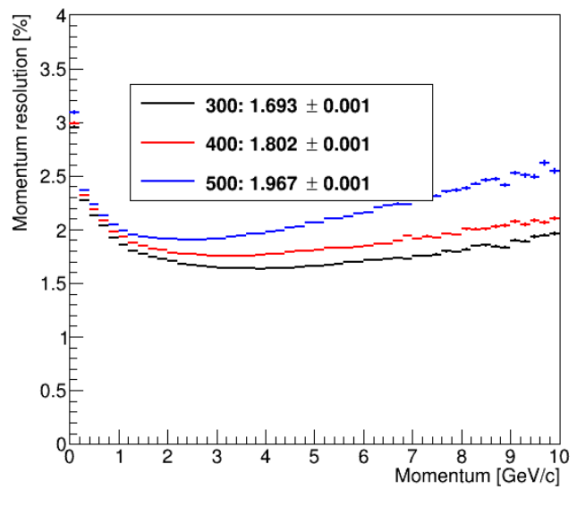 Momentum resolution [%]
4
3.5
3
2.5
2
1.5
1
0.5
0
300: 1.693 ± 0.001
400: 1.802 ± 0.001
500: 1.967 ± 0.001
0 1 2 3 4 5 6 7 8 9 10
Momentum [GeV/c]